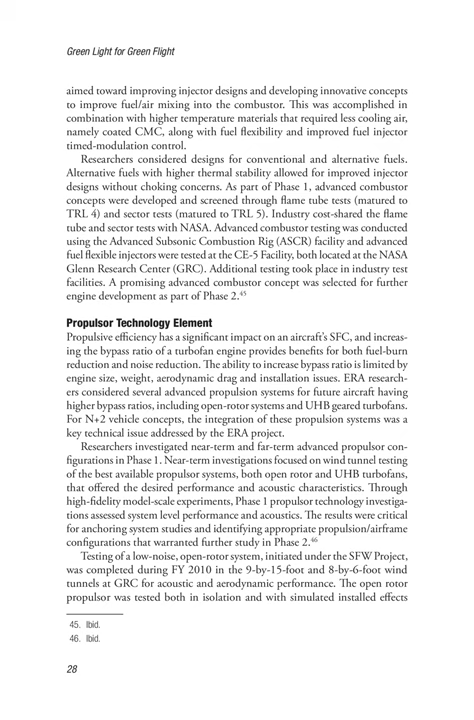 Green Light for Green Flight
aimed toward improving injector designs and developing innovative concepts
to improve fuel/air mixing into the combustor. This was accomplished in
combination with higher temperature materials that required less cooling air,
namely coated CMC, along with fuel flexibility and improved fuel injector
timed-modulation control.
Researchers considered designs for conventional and alternative fuels.
Alternative fuels with higher thermal stability allowed for improved injector
designs without choking concerns. As part of Phase 1, advanced combustor
concepts were developed and screened through flame tube tests (matured to
TRL 4) and sector tests (matured to TRL 5). Industry cost-shared the flame
tube and sector tests with NASA. Advanced combustor testing was conducted
using the Advanced Subsonic Combustion Rig (ASCR) facility and advanced
fuel flexible injectors were tested at the CE-5 Facility, both located at the NASA
Glenn Research Center (GRC). Additional testing took place in industry test
facilities. A promising advanced combustor concept was selected for further
engine development as part of Phase 2.45
Propulsor Technology Element
Propulsive efficiency has a significant impact on an aircraft's SFC, and increas-
ing the bypass ratio of a turbofan engine provides benefits for both fuel-burn
reduction and noise reduction. The ability to increase bypass ratio is limited by
engine size, weight, aerodynamic drag and installation issues. ERA research-
ers considered several advanced propulsion systems for future aircraft having
higher bypass ratios, including open-rotor systems and UHB geared turbofans.
For N+2 vehicle concepts, the integration of these propulsion systems was a
key technical issue addressed by the ERA project.
Researchers investigated near-term and far-term advanced propulsor con-
figurations in Phase 1. Near-term investigations focused on wind tunnel testing
of the best available propulsor systems, both open rotor and UHB turbofans,
that offered the desired performance and acoustic characteristics. Through
high-fidelity model-scale experiments, Phase 1 propulsor technology investiga-
tions assessed system level performance and acoustics. The results were critical
for anchoring system studies and identifying appropriate propulsion/airframe
configurations that warranted further study in Phase 2.46
Testing of a low-noise, open-rotor system, initiated under the SFW Project,
was completed during FY 2010 in the 9-by-15-foot and 8-by-6-foot wind
tunnels at GRC for acoustic and aerodynamic performance. The open rotor
propulsor was tested both in isolation and with simulated installed effects
45. Ibid.
46. Ibid.
28